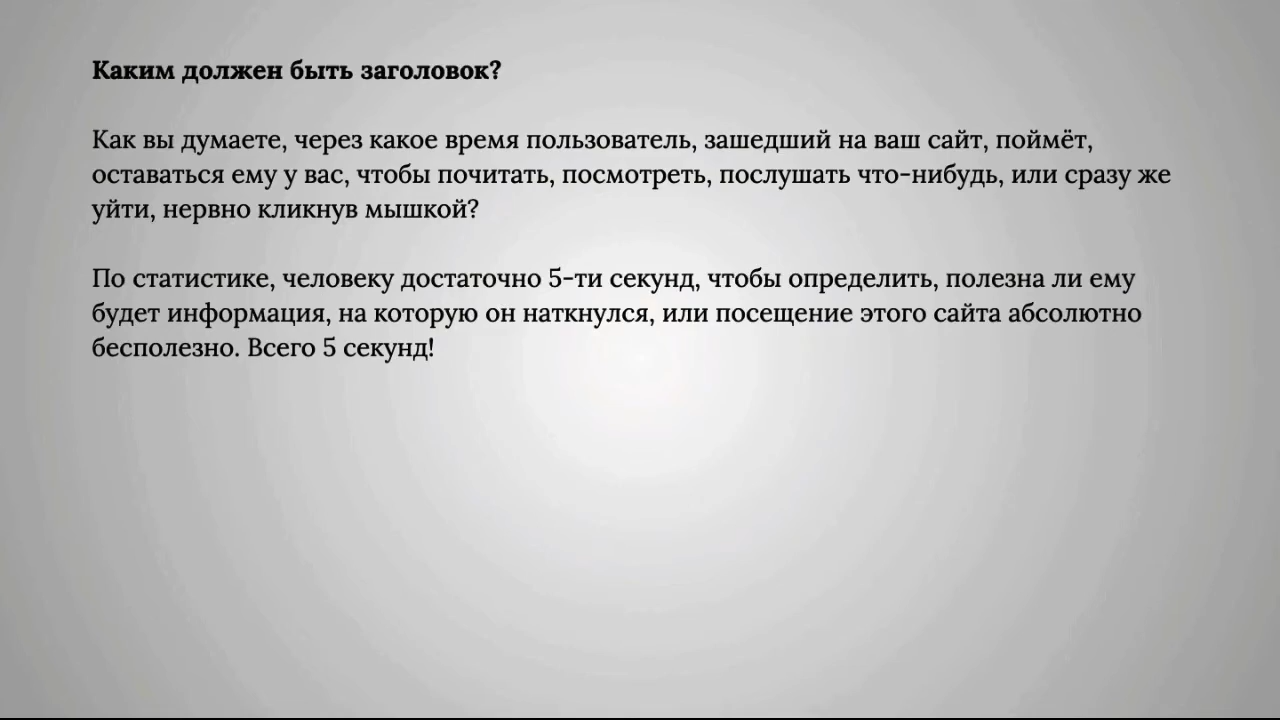 Каким должен быть заголовок?
Как вы думаете, через какое время пользователь, зашедший на ваш сайт, поймёт,
оставаться ему у вас, чтобы почитать, посмотреть, послушать что-нибудь, или сразу же
уйти, нервно кликнув мышкой?
По статистике, человеку достаточно 5-ти секунд, чтобы определить, полезна ли ему
будет информация, на которую он наткнулся, или посещение этого сайта абсолютно
бесполезно. Всего 5 секунд!